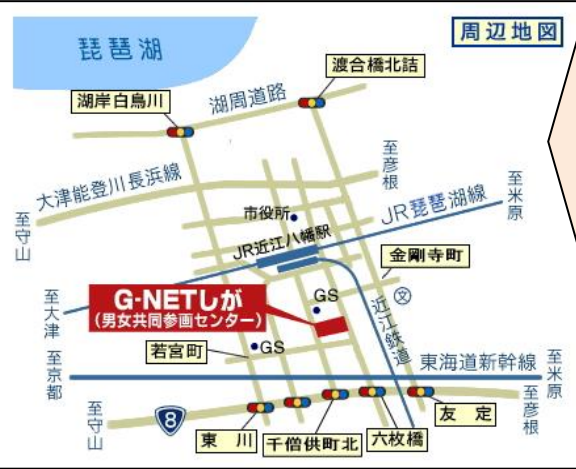 周辺地図
琵琶湖
渡合橋北詰
湖岸白鳥川
湖周道路
大津能登川長浜線
至彦根
至米原
至守山
市役所
JR琵琶湖線
JR近江八幡駅
金剛寺町
G-NETしが
(男女共同参画センター)
GS
文
近江鉄道
至大津
若宮町
GS
至京都
東海道新幹線
至米原
至守山
8
至彦根
東川
千僧供町北
六枚橋
友定